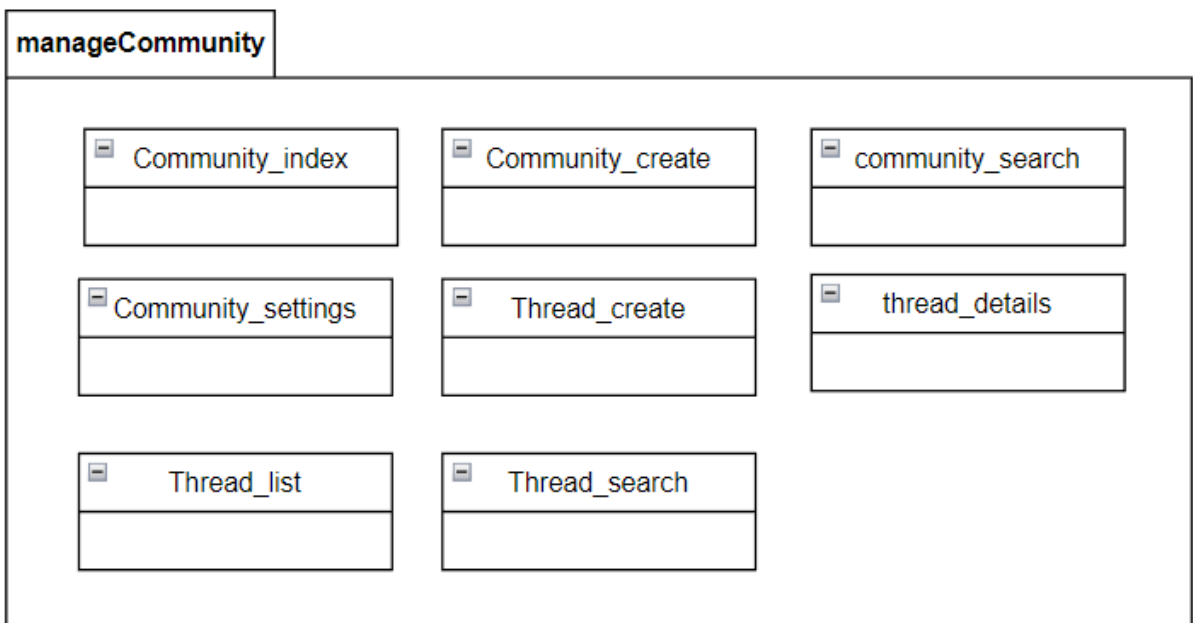 manageCommunity
Community_index
Community_create
community_search
Community_settings
Thread_create
thread_details
Thread_list
Thread_search